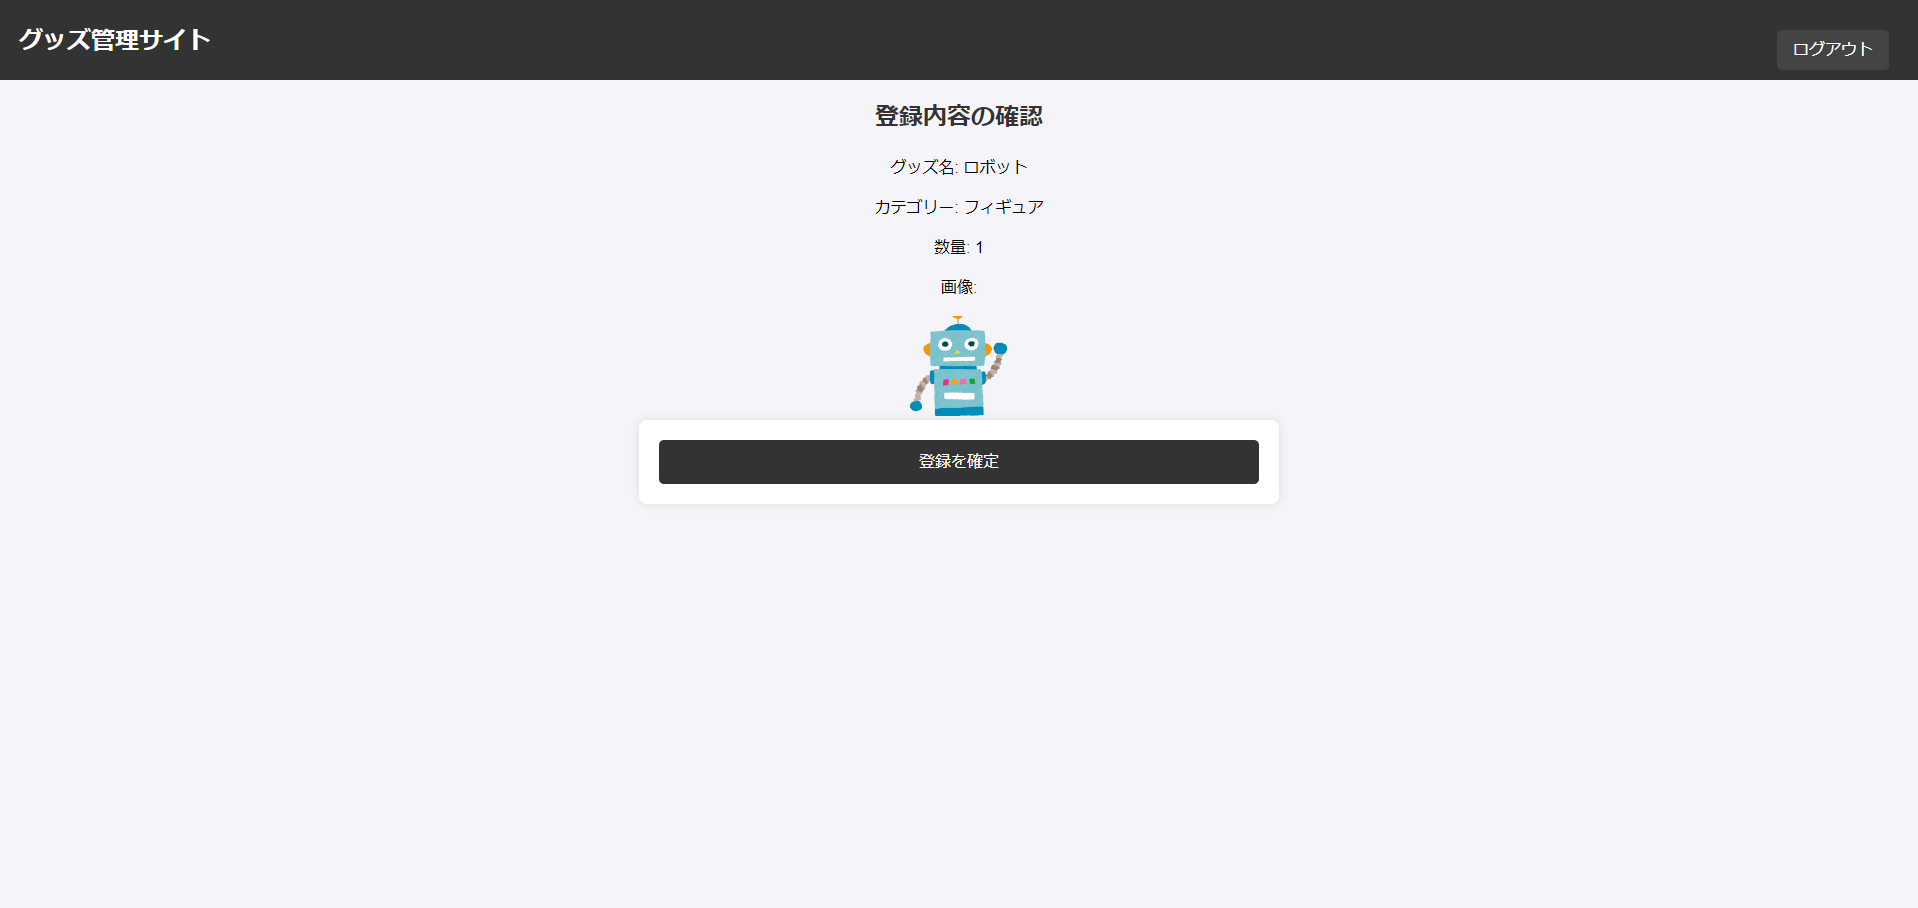 グッズ管理サイト
ログアウト
登録内容の確認
グッズ名: ロボット
カテゴリー: フィギュア
数量: 1
画像:
登録を確定